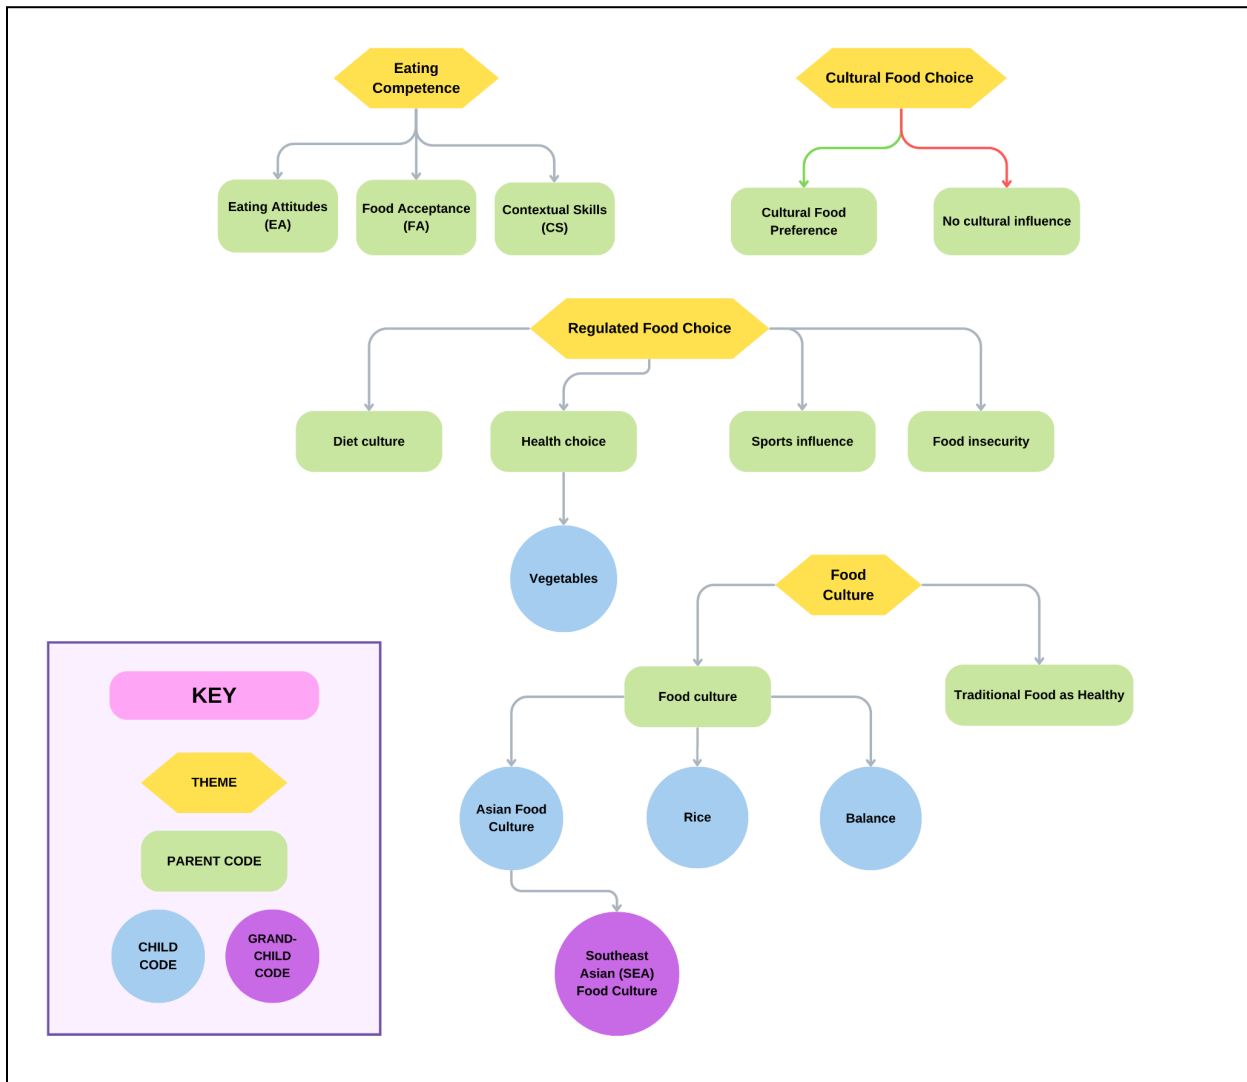 Eating
Competence
Cultural Food Choice
Eating Attitudes
(EA)
Food Acceptance
(FA)
Contextual Skills
(CS)
Cultural Food
Preference
No cultural influence
Regulated Food Choice
Diet culture
Health choice
Sports influence
Food insecurity
Vegetables
Food
Culture
Food culture
Traditional Food as Healthy
Asian Food
Culture
Rice
Balance
Southeast
Asian (SEA)
Food Culture
KEY
THEME
PARENT CODE
CHILD
CODE
GRAND-
CHILD
CODE